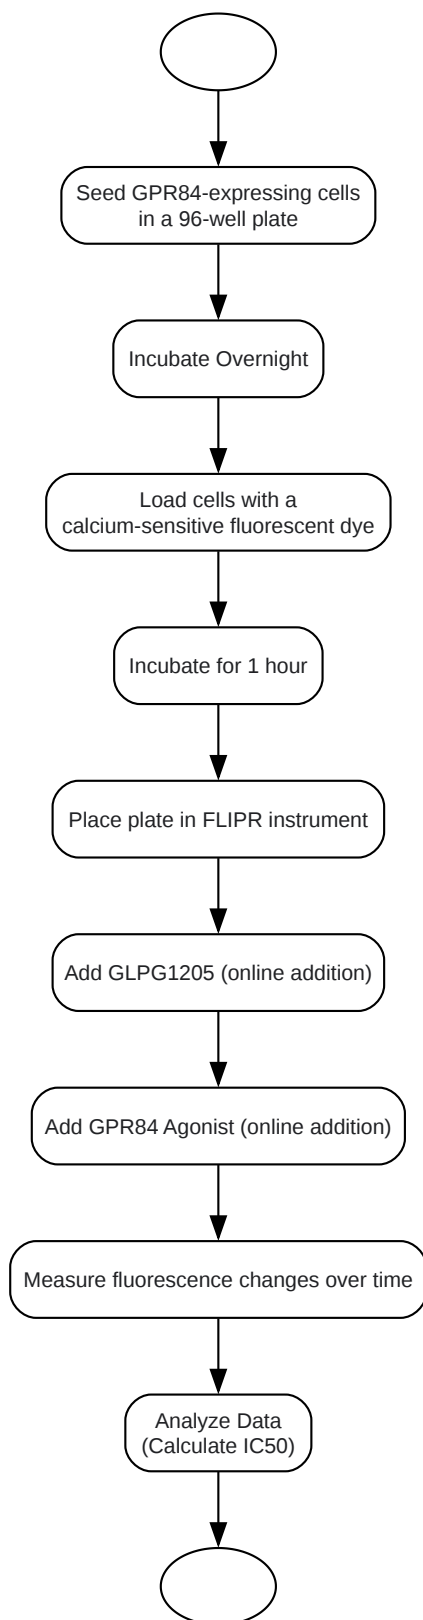 Seed GPR84-expressing cells
in a 96-well plate
Incubate Overnight
Load cells with a
calcium-sensitive fluorescent dye
Incubate for 1 hour
Place plate in FLIPR instrument
Add GLPG1205 (online addition)
Add GPR84 Agonist (online addition)
Measure fluorescence changes over time
Analyze Data
(Calculate IC50)